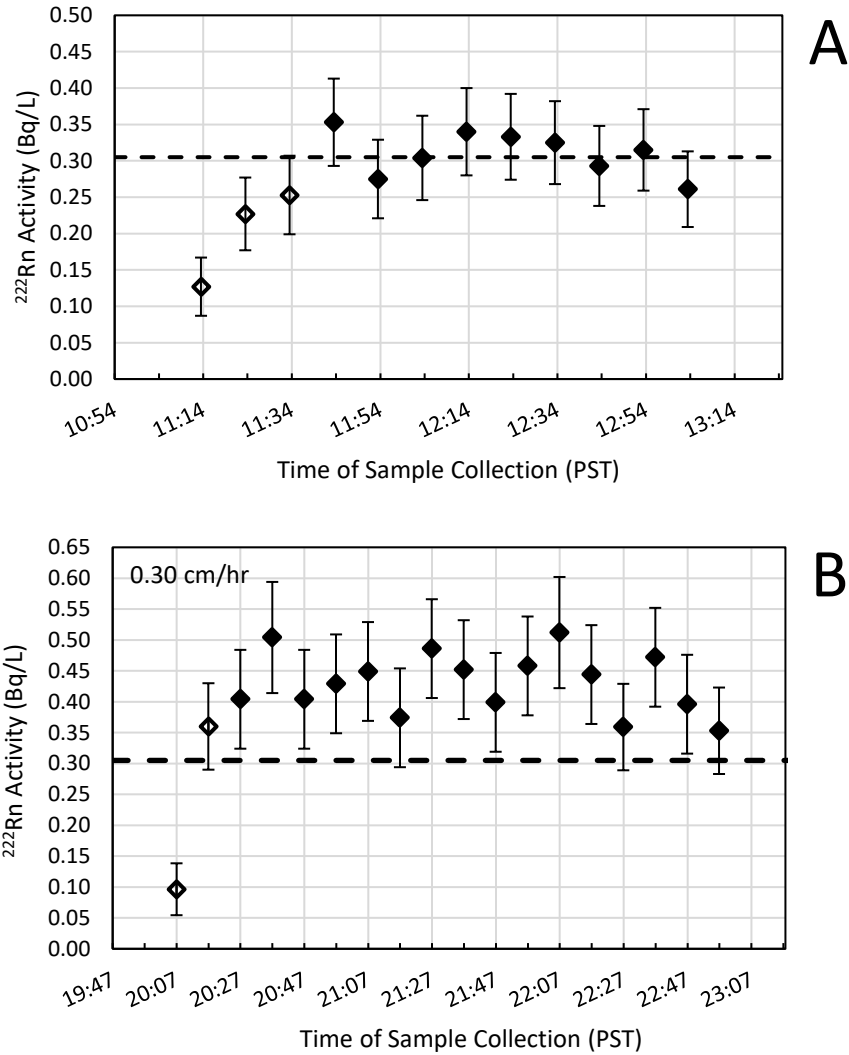 A
0.50
0.45
0.40
0.35
0.30
0.25
0.20
0.15
0.10
0.05
0.00
²²²Rn Activity (Bq/L)
10:54 11:14 11:34 11:54 12:14 12:34 12:54 13:14
Time of Sample Collection (PST)
B
0.30 cm/hr
0.65
0.60
0.55
0.50
0.45
0.40
0.35
0.30
0.25
0.20
0.15
0.10
0.05
0.00
²²²Rn Activity (Bq/L)
19:47 20:07 20:27 20:47 21:07 21:27 21:47 22:07 22:27 22:47 23:07
Time of Sample Collection (PST)